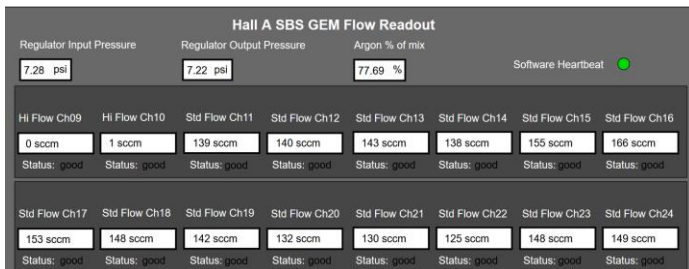 Hall A SBS GEM Flow Readout
Regulator Input Pressure Regulator Output Pressure Argon % of mix
7.28 psi 7.22 psi 77.69 % Software Heartbeat
Hi Flow Ch09 Hi Flow Ch10 Std Flow Ch11 Std Flow Ch12 Std Flow Ch13 Std Flow Ch14 Std Flow Ch15 Std Flow Ch16
0 sccm 1 sccm 139 sccm 140 sccm 143 sccm 138 sccm 155 sccm 166 sccm
Status: good Status: good Status: good Status: good Status: good Status: good Status: good Status: good
Std Flow Ch17 Std Flow Ch18 Std Flow Ch19 Std Flow Ch20 Std Flow Ch21 Std Flow Ch22 Std Flow Ch23 Std Flow Ch24
153 sccm 148 sccm 142 sccm 132 sccm 130 sccm 125 sccm 148 sccm 149 sccm
Status: good Status: good Status: good Status: good Status: good Status: good Status: good Status: good